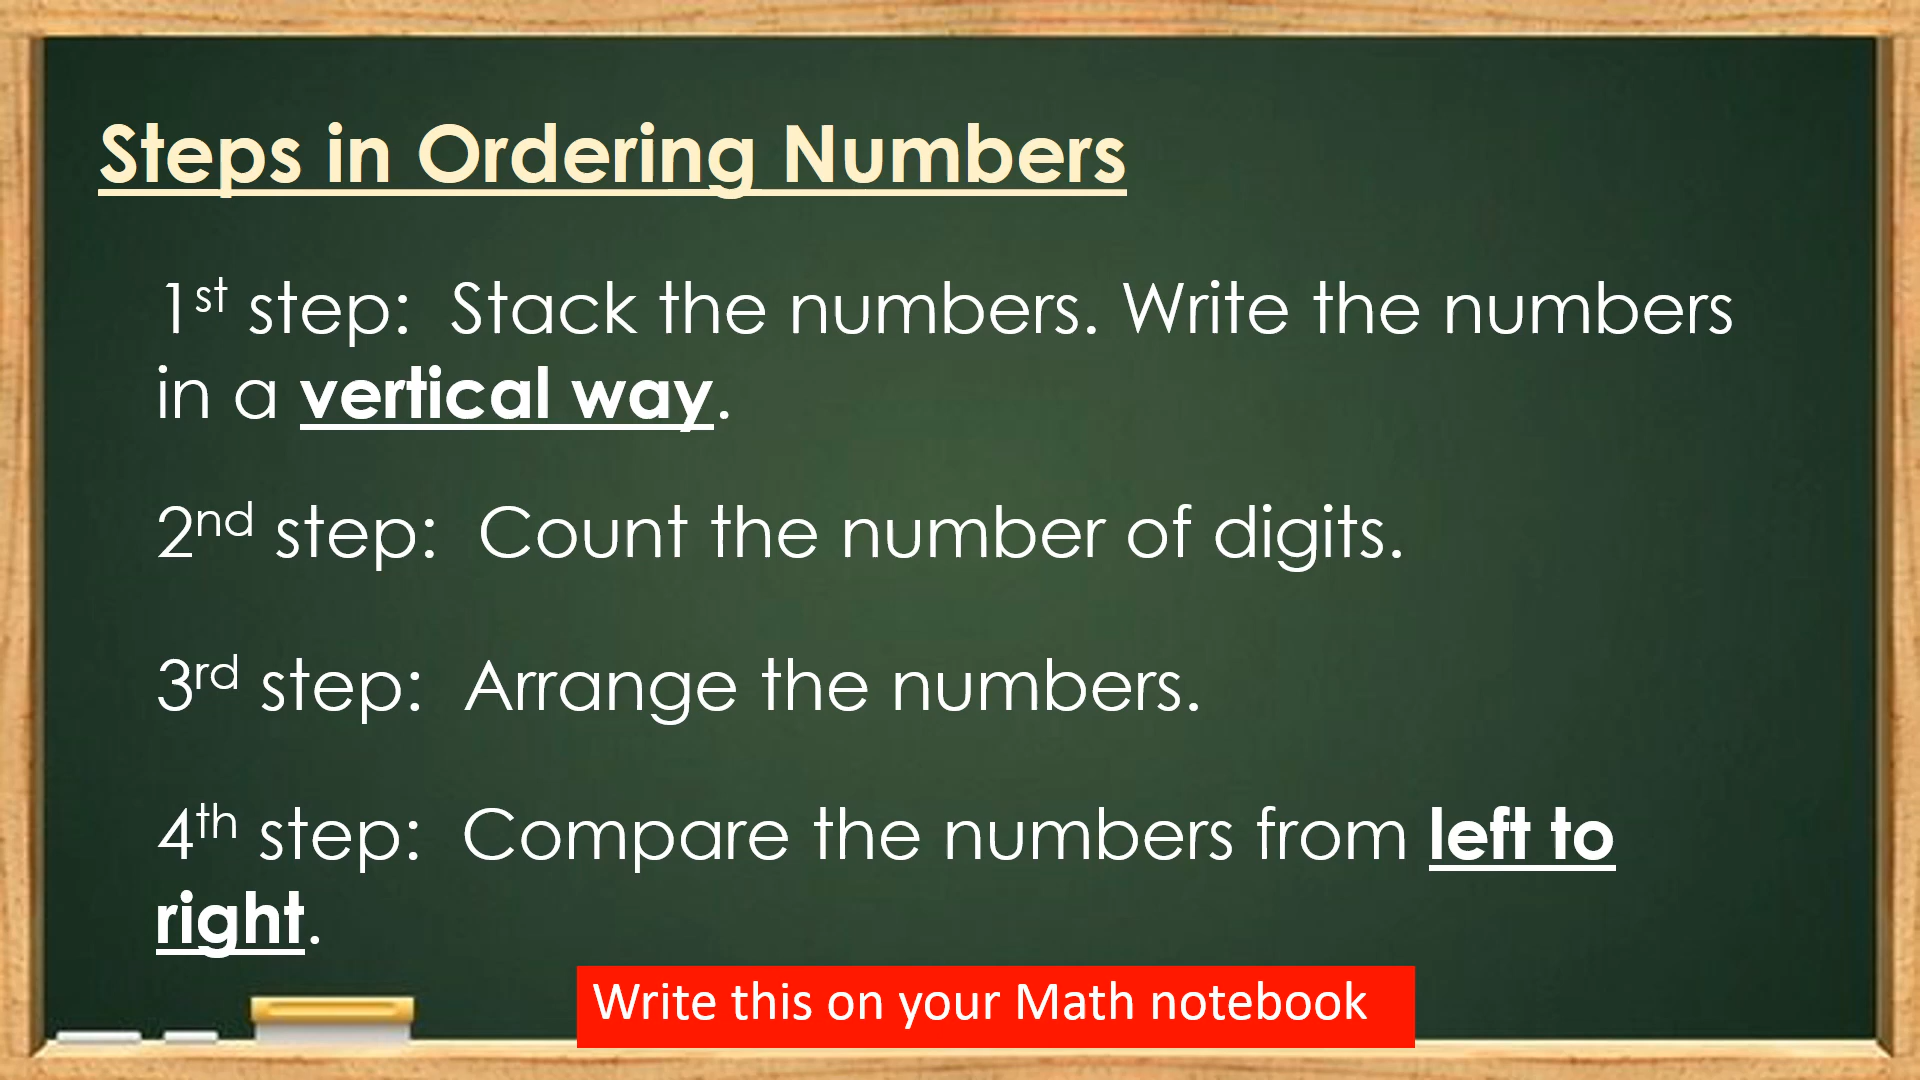 Steps in Ordering Numbers
1st step:  Stack the numbers. Write the numbers
in a vertical way.
2nd step:  Count the number of digits.
3rd step:  Arrange the numbers.
4th step:  Compare the numbers from left to
right.
Write this on your Math notebook